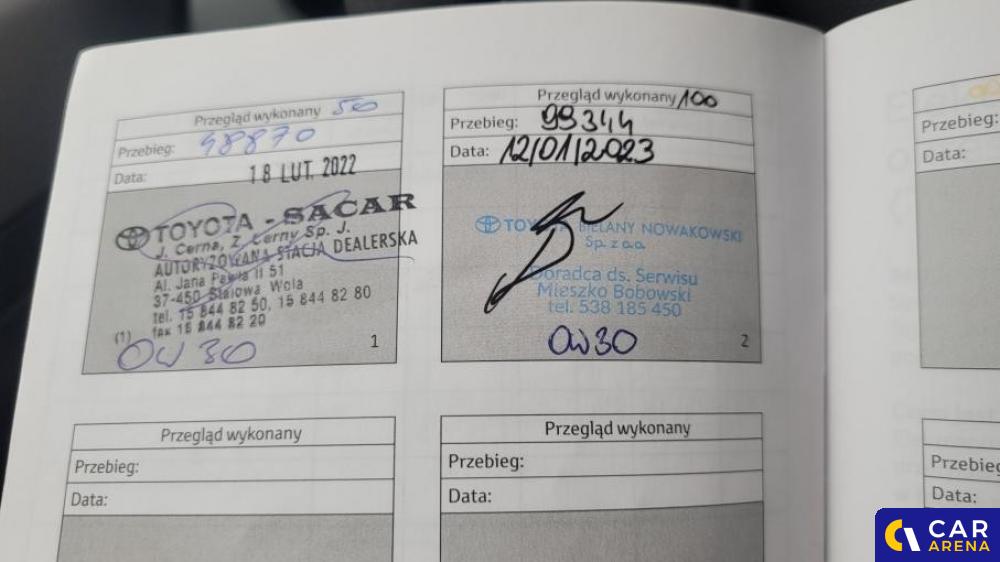 Przegląd wykonany 50
Przebieg: 48870
Data: 18 LUT. 2022
TOYOTA - SACAR
J. Cerna, Z. Cerny Sp. J.
AUTORYZOWANA STACJA DEALERSKA
Al. Jana Pawła II 51
37-450 Stalowa Wola
tel. 15 844 82 50, 15 844 82 80
(1) fax 15 844 82 20
OW 30
1
Przegląd wykonany 100
Przebieg: 99344
Data: 12/01/2023
TOYOTA BIELANY NOWAKOWSKI
Sp. z o.o.
Doradca ds. Serwisu
Mieszko Bobowski
tel. 538 185 450
OW30
2
Przebieg:
Data:
Przegląd wykonany
Przebieg:
Data:
Przegląd wykonany
Przebieg:
Data:
Przebieg:
Data:
CAR
ARENA